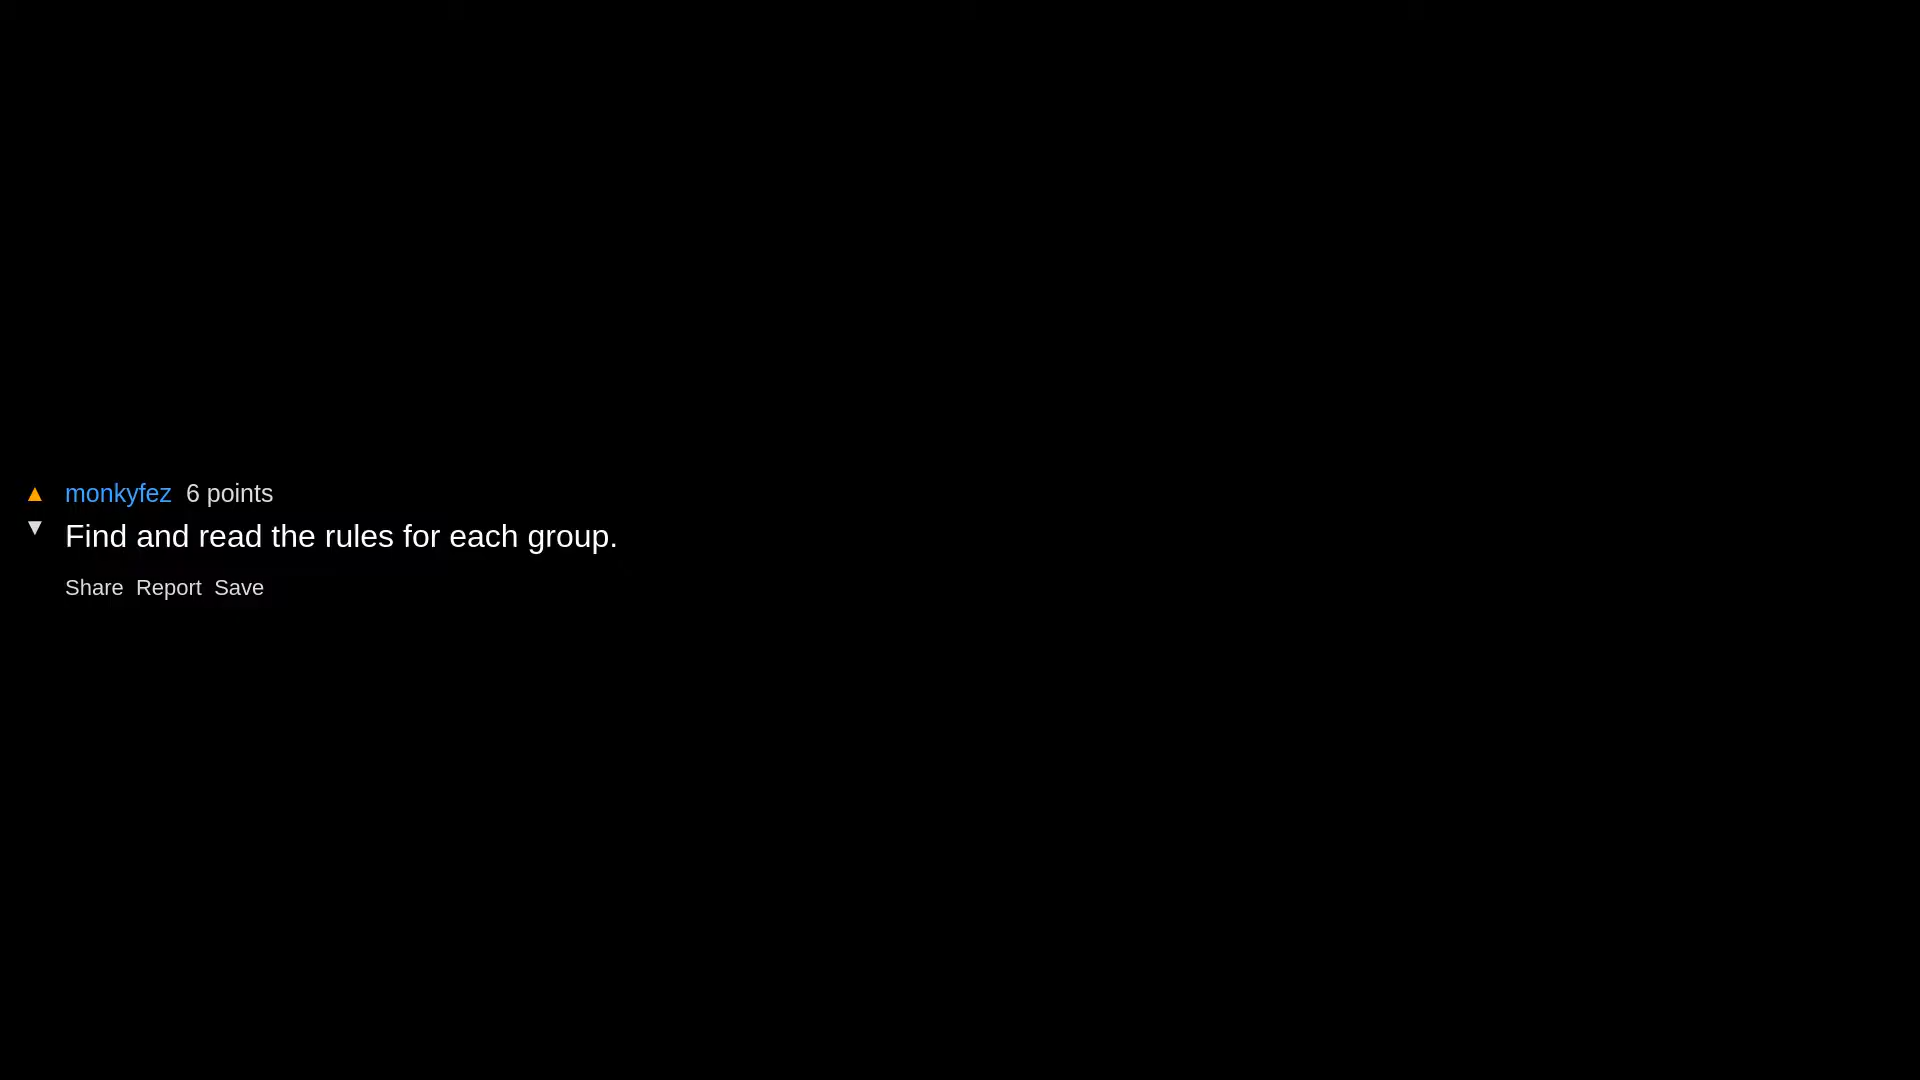 monkyfez 6 points
Find and read the rules for each group.
Share Report Save